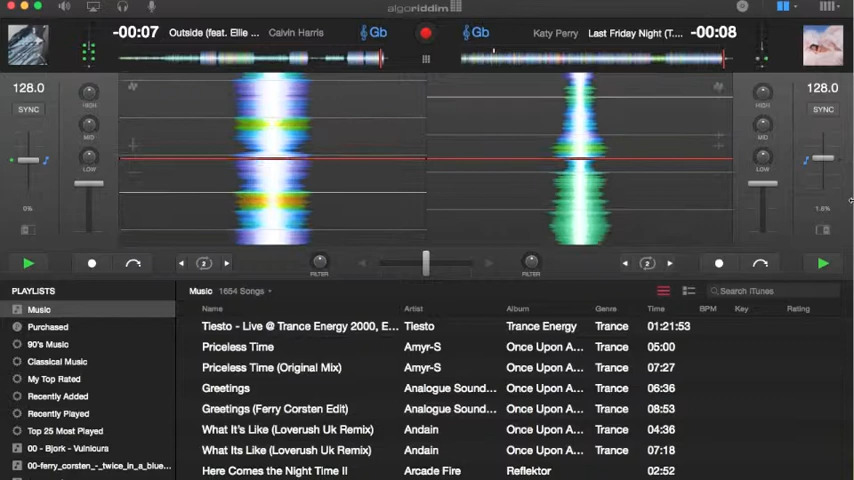 algoriddim
-00:07 Outside (feat. Ellie ... Calvin Harris Gb
Gb Katy Perry Last Friday Night (T.... -00:08
128.0
SYNC
HIGH
MID
LOW
0%
128.0
SYNC
HIGH
MID
LOW
1.8%
2
FILTER
FILTER
2
PLAYLISTS
Music
Purchased
90's Music
Classical Music
My Top Rated
Recently Added
Recently Played
Top 25 Most Played
00 - Bjork - Vulnicura
00-ferry_corsten_-_twice_in_a_blue...
Music 1654 Songs
Search iTunes
Name Artist Album Genre Time BPM Key Rating
Tiesto - Live @ Trance Energy 2000, E... Tiesto Trance Energy Trance 01:21:53
Priceless Time Amyr-S Once Upon A... Trance 05:00
Priceless Time (Original Mix) Amyr-S Once Upon A... Trance 07:27
Greetings Analogue Sound... Once Upon A... Trance 06:36
Greetings (Ferry Corsten Edit) Analogue Sound... Once Upon A... Trance 08:53
What It's Like (Loverush Uk Remix) Andain Once Upon A... Trance 04:36
What Its Like (Loverush UK Remix) Andain Once Upon A... Trance 07:18
Here Comes the Night Time II Arcade Fire Reflektor 02:52